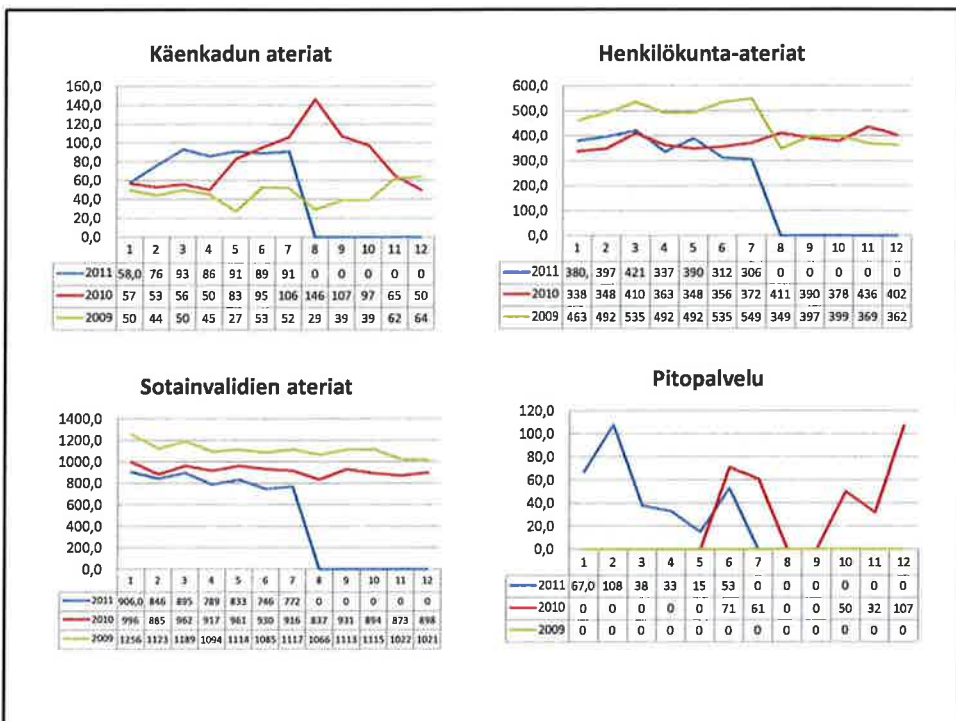 Käenkadun ateriat
160,0
140,0
120,0
100,0
80,0
60,0
40,0
20,0
0,0
1 2 3 4 5 6 7 8 9 10 11 12
2011 58,0 76 93 86 91 89 91 0 0 0 0 0
2010 57 53 56 50 83 95 106 146 107 97 65 50
2009 50 44 50 45 27 53 52 29 39 39 62 64
Henkilökunta-ateriat
600,0
500,0
400,0
300,0
200,0
100,0
0,0
1 2 3 4 5 6 7 8 9 10 11 12
2011 380, 397 421 337 390 312 306 0 0 0 0 0
2010 338 348 410 363 348 356 372 411 390 378 436 402
2009 463 492 535 492 492 535 549 349 397 399 369 362
Sotainvalidien ateriat
1400,0
1200,0
1000,0
800,0
600,0
400,0
200,0
0,0
1 2 3 4 5 6 7 8 9 10 11 12
2011 906,0 846 895 789 833 746 772 0 0 0 0 0
2010 996 885 962 917 961 930 916 837 931 894 873 898
2009 1256 1123 1189 1094 1114 1085 1117 1066 1113 1115 1022 1021
Pitopalvelu
120,0
100,0
80,0
60,0
40,0
20,0
0,0
1 2 3 4 5 6 7 8 9 10 11 12
2011 67,0 108 38 33 15 53 0 0 0 0 0 0
2010 0 0 0 0 0 71 61 0 0 50 32 107
2009 0 0 0 0 0 0 0 0 0 0 0 0